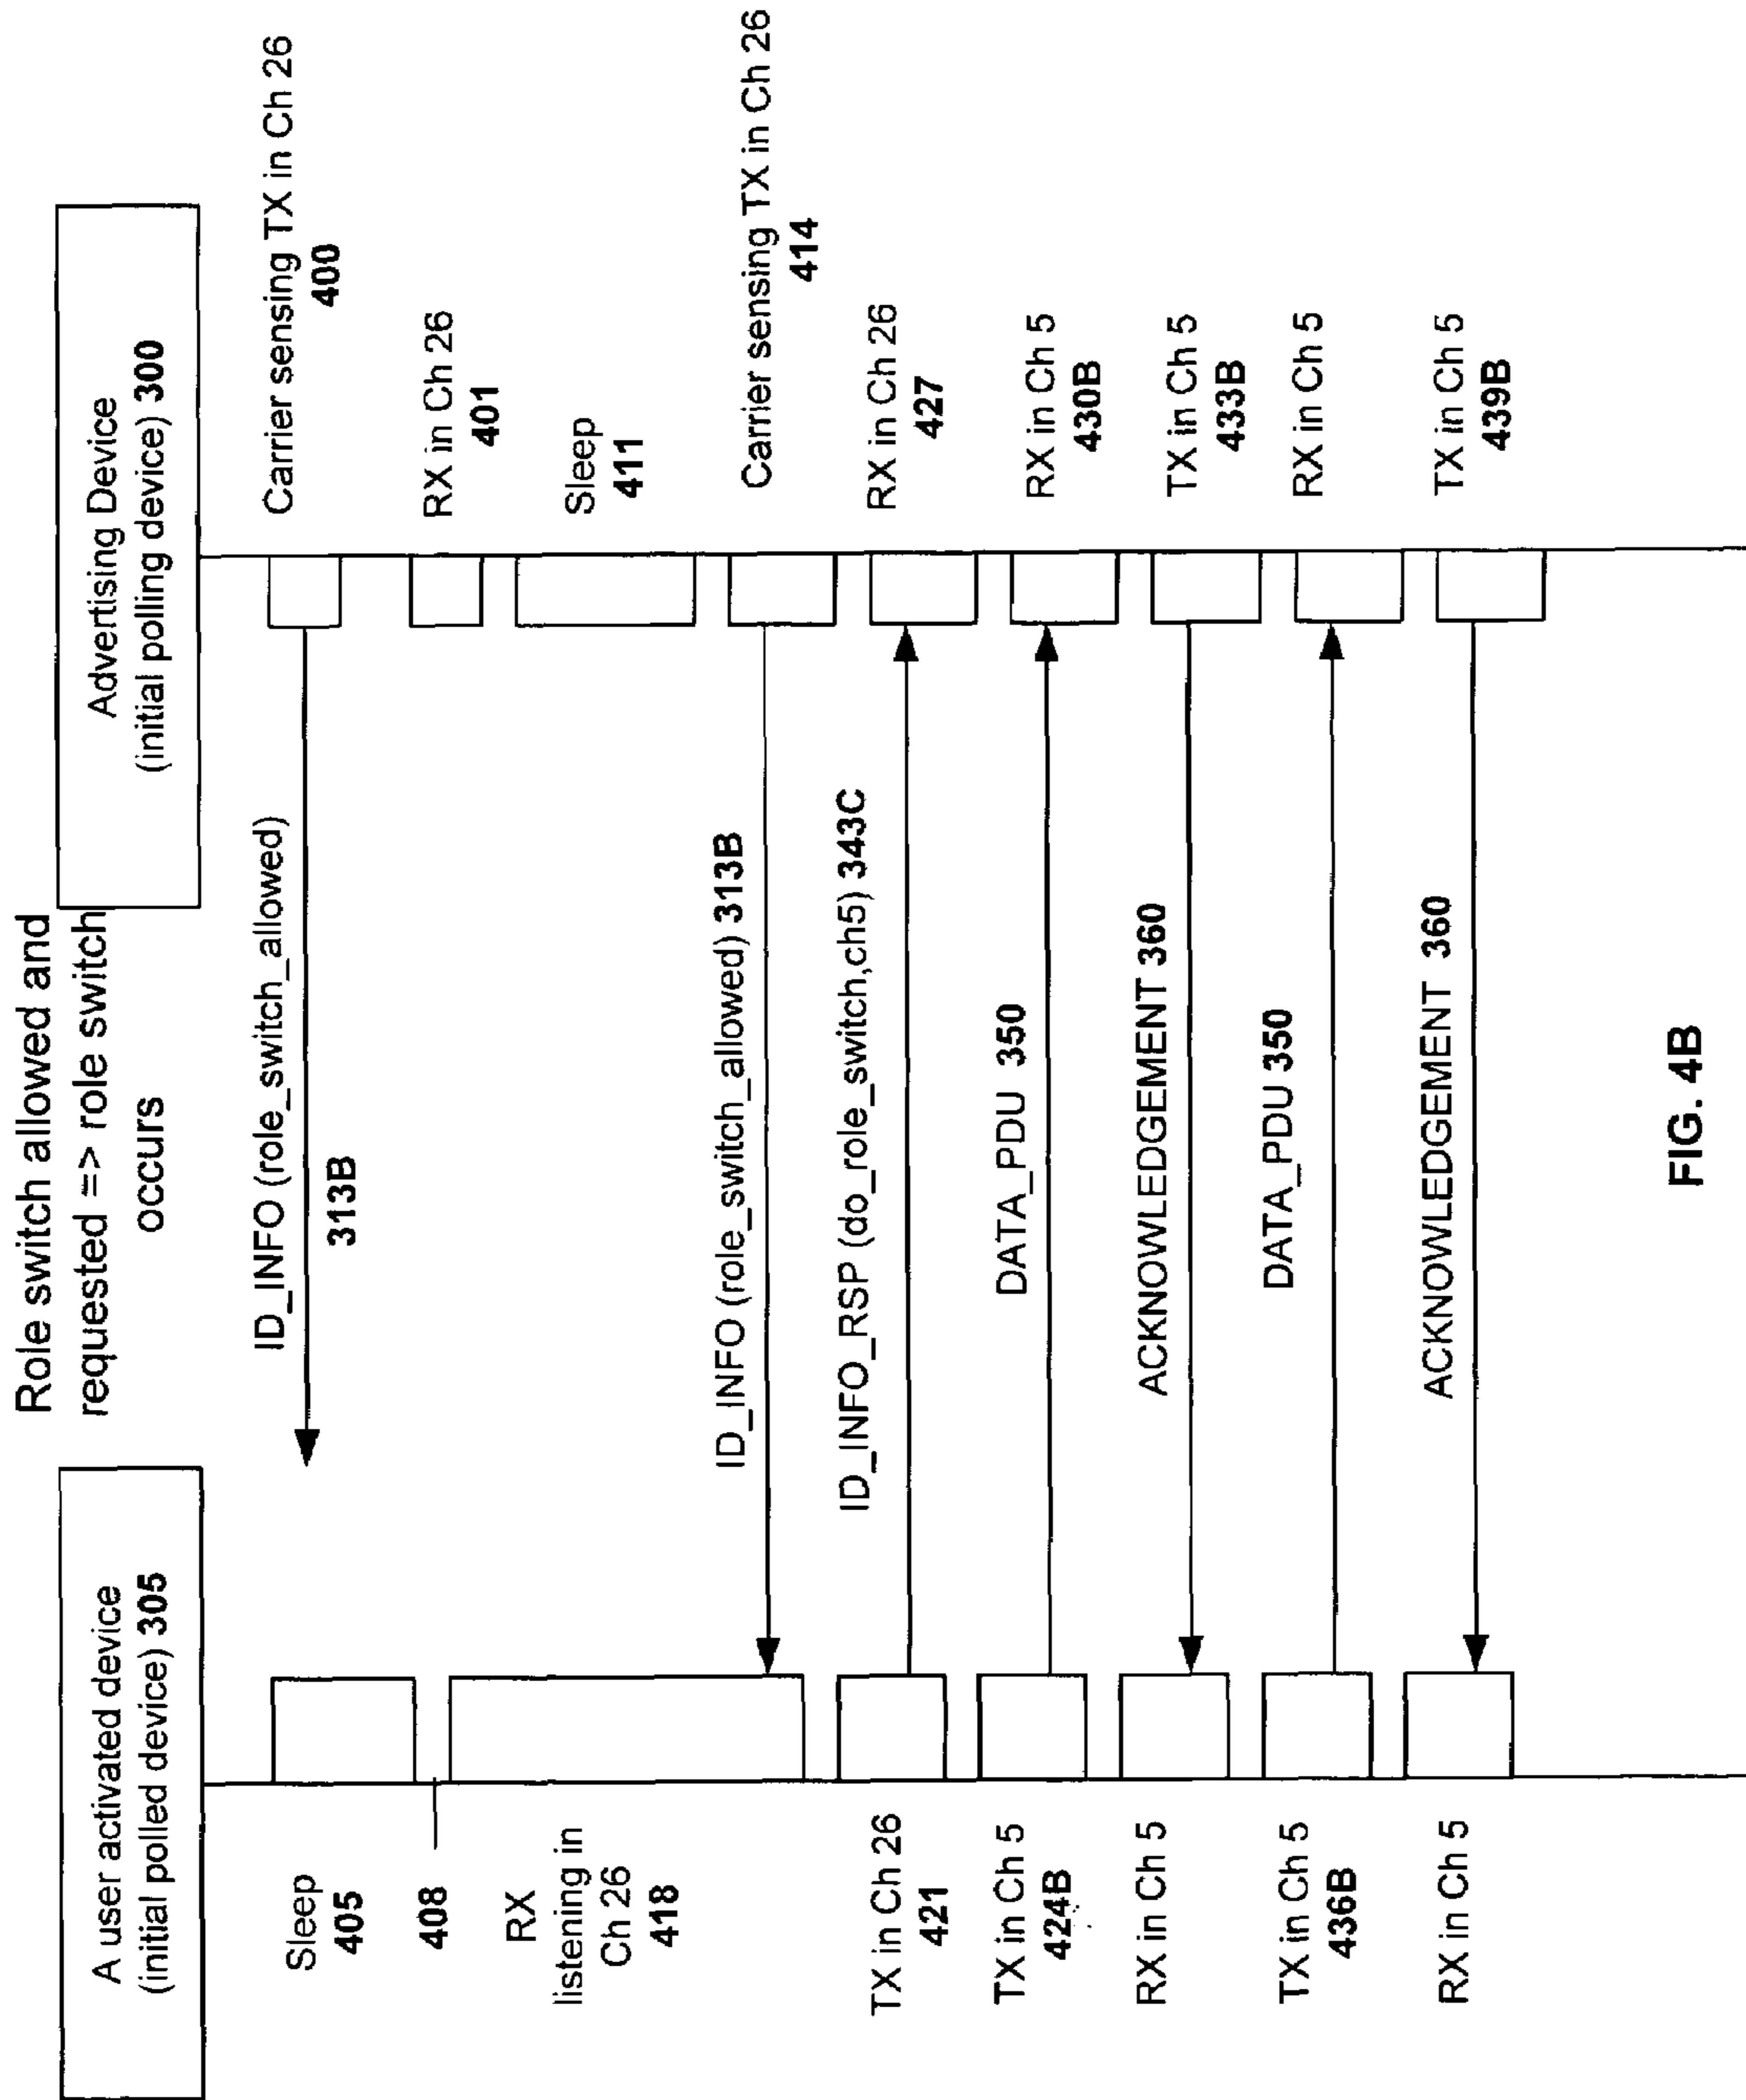 Role switch allowed and
requested => role switch
occurs
A user activated device
(initial polled device) 305
Advertising Device
(initial polling device) 300
Sleep
405
408
RX
listening in
Ch 26
418
TX in Ch 26
421
TX in Ch 5
424B
RX in Ch 5
TX in Ch 5
436B
RX in Ch 5
ID_INFO (role_switch_allowed)
313B
ID_INFO (role_switch_allowed) 313B
ID_INFO_RSP (do_role_switch,ch5) 343C
DATA_PDU 350
ACKNOWLEDGEMENT 360
DATA_PDU 350
ACKNOWLEDGEMENT 360
Carrier sensing TX in Ch 26
400
RX in Ch 26
401
Sleep
411
Carrier sensing TX in Ch 26
414
RX in Ch 26
427
RX in Ch 5
430B
TX in Ch 5
433B
RX in Ch 5
TX in Ch 5
439B
FIG. 4B